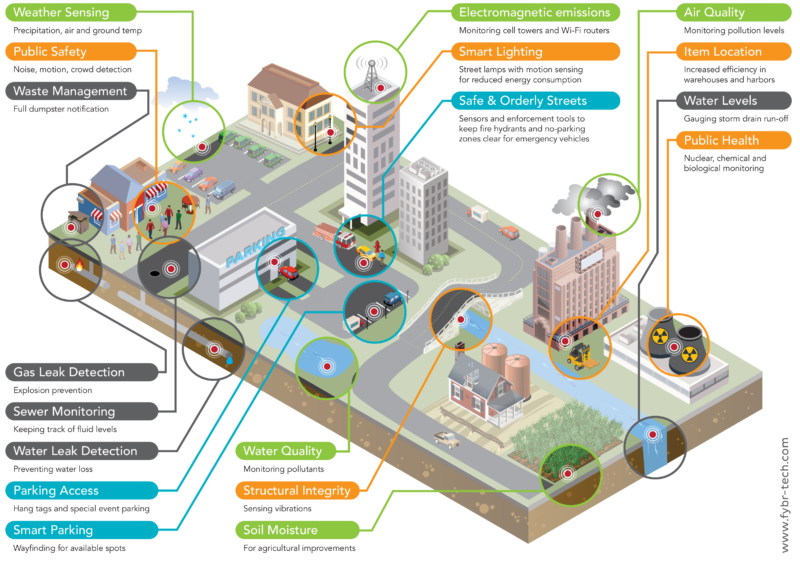 Weather Sensing
Precipitation, air and ground temp
Public Safety
Noise, motion, crowd detection
Waste Management
Full dumpster notification
Electromagnetic emissions
Monitoring cell towers and Wi-Fi routers
Smart Lighting
Street lamps with motion sensing
for reduced energy consumption
Safe & Orderly Streets
Sensors and enforcement tools to
keep fire hydrants and no-parking
zones clear for emergency vehicles
Air Quality
Monitoring pollution levels
Item Location
Increased efficiency in
warehouses and harbors
Water Levels
Gauging storm drain run-off
Public Health
Nuclear, chemical and
biological monitoring
PARKING
Gas Leak Detection
Explosion prevention
Sewer Monitoring
Keeping track of fluid levels
Water Leak Detection
Preventing water loss
Parking Access
Hang tags and special event parking
Smart Parking
Wayfinding for available spots
Water Quality
Monitoring pollutants
Structural Integrity
Sensing vibrations
Soil Moisture
For agricultural improvements
www.fybr-tech.com